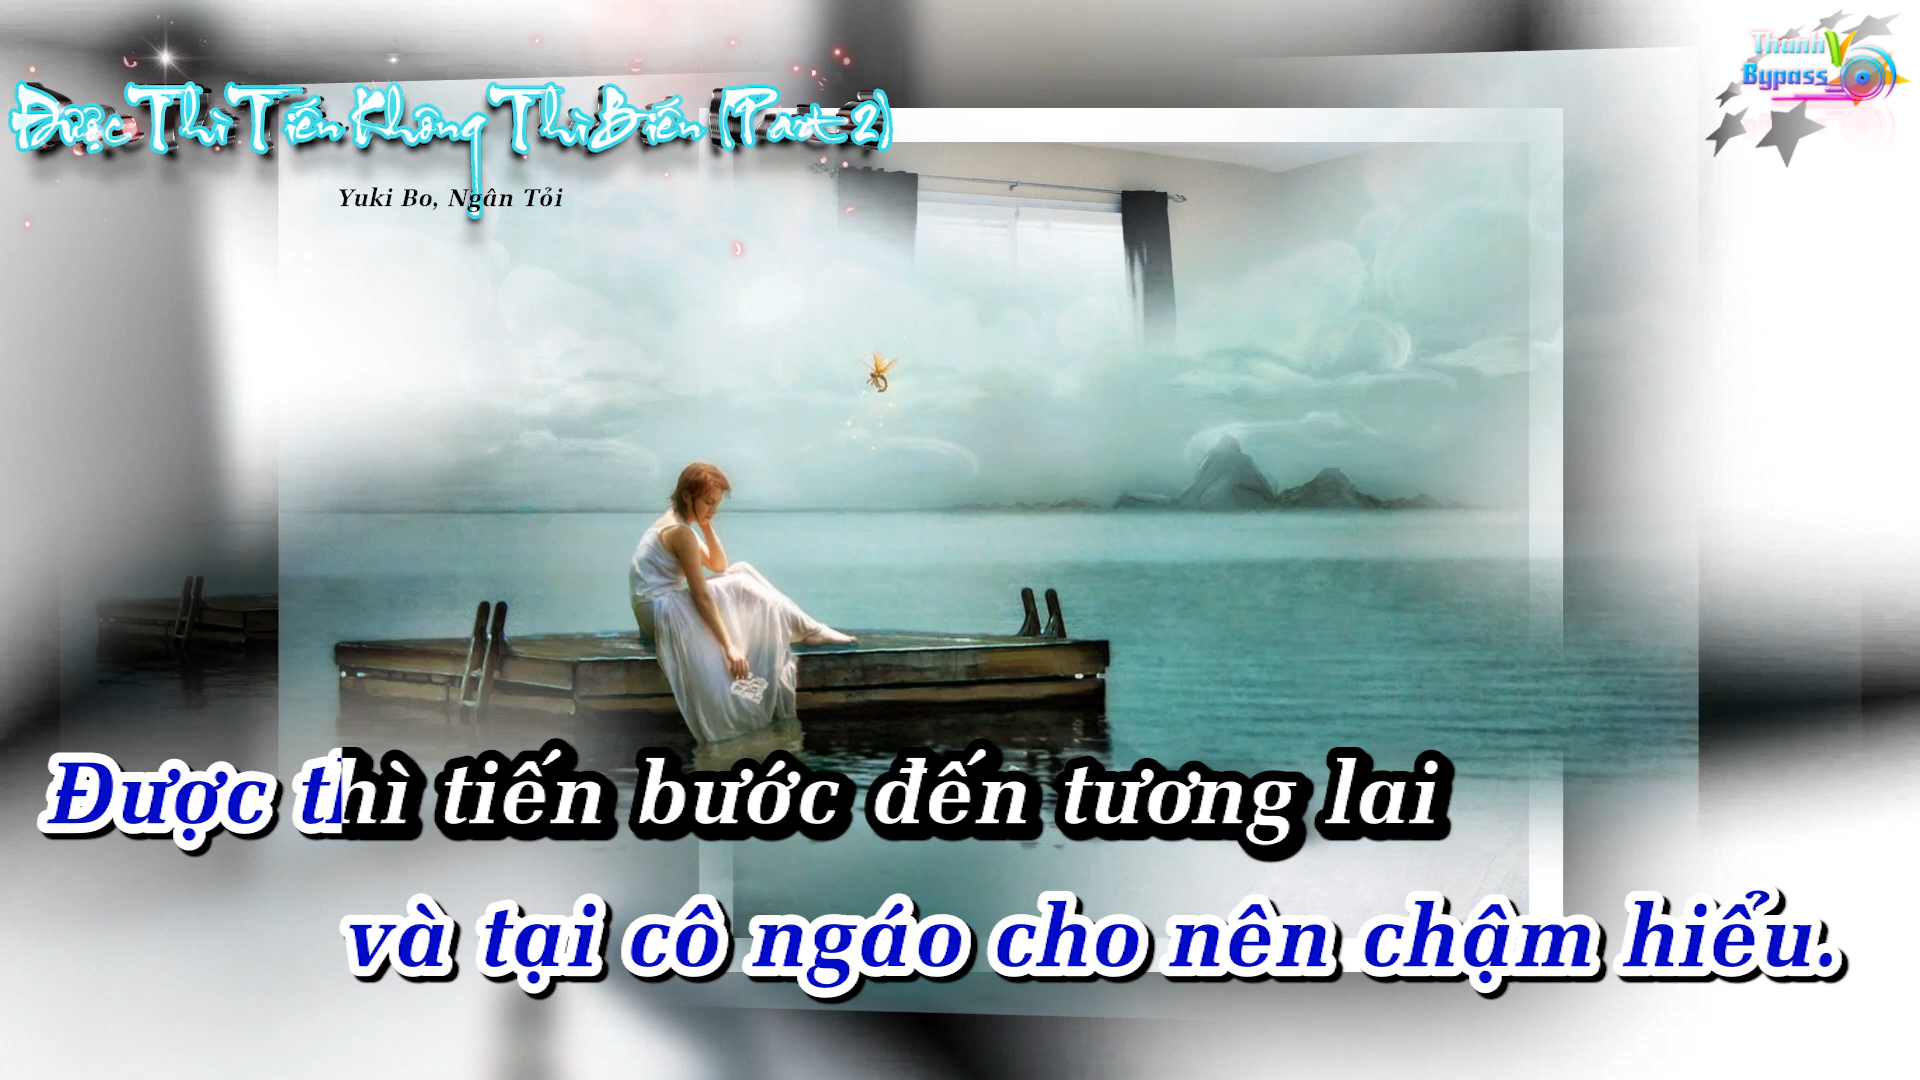 Được Thì Tiến Không Thì Biến (Part 2)
Thanh V
Bypass
Yuki Bo, Ngân Tỏi
Được thì tiến bước đến tương lai
và tại cô ngáo cho nên chậm hiểu.